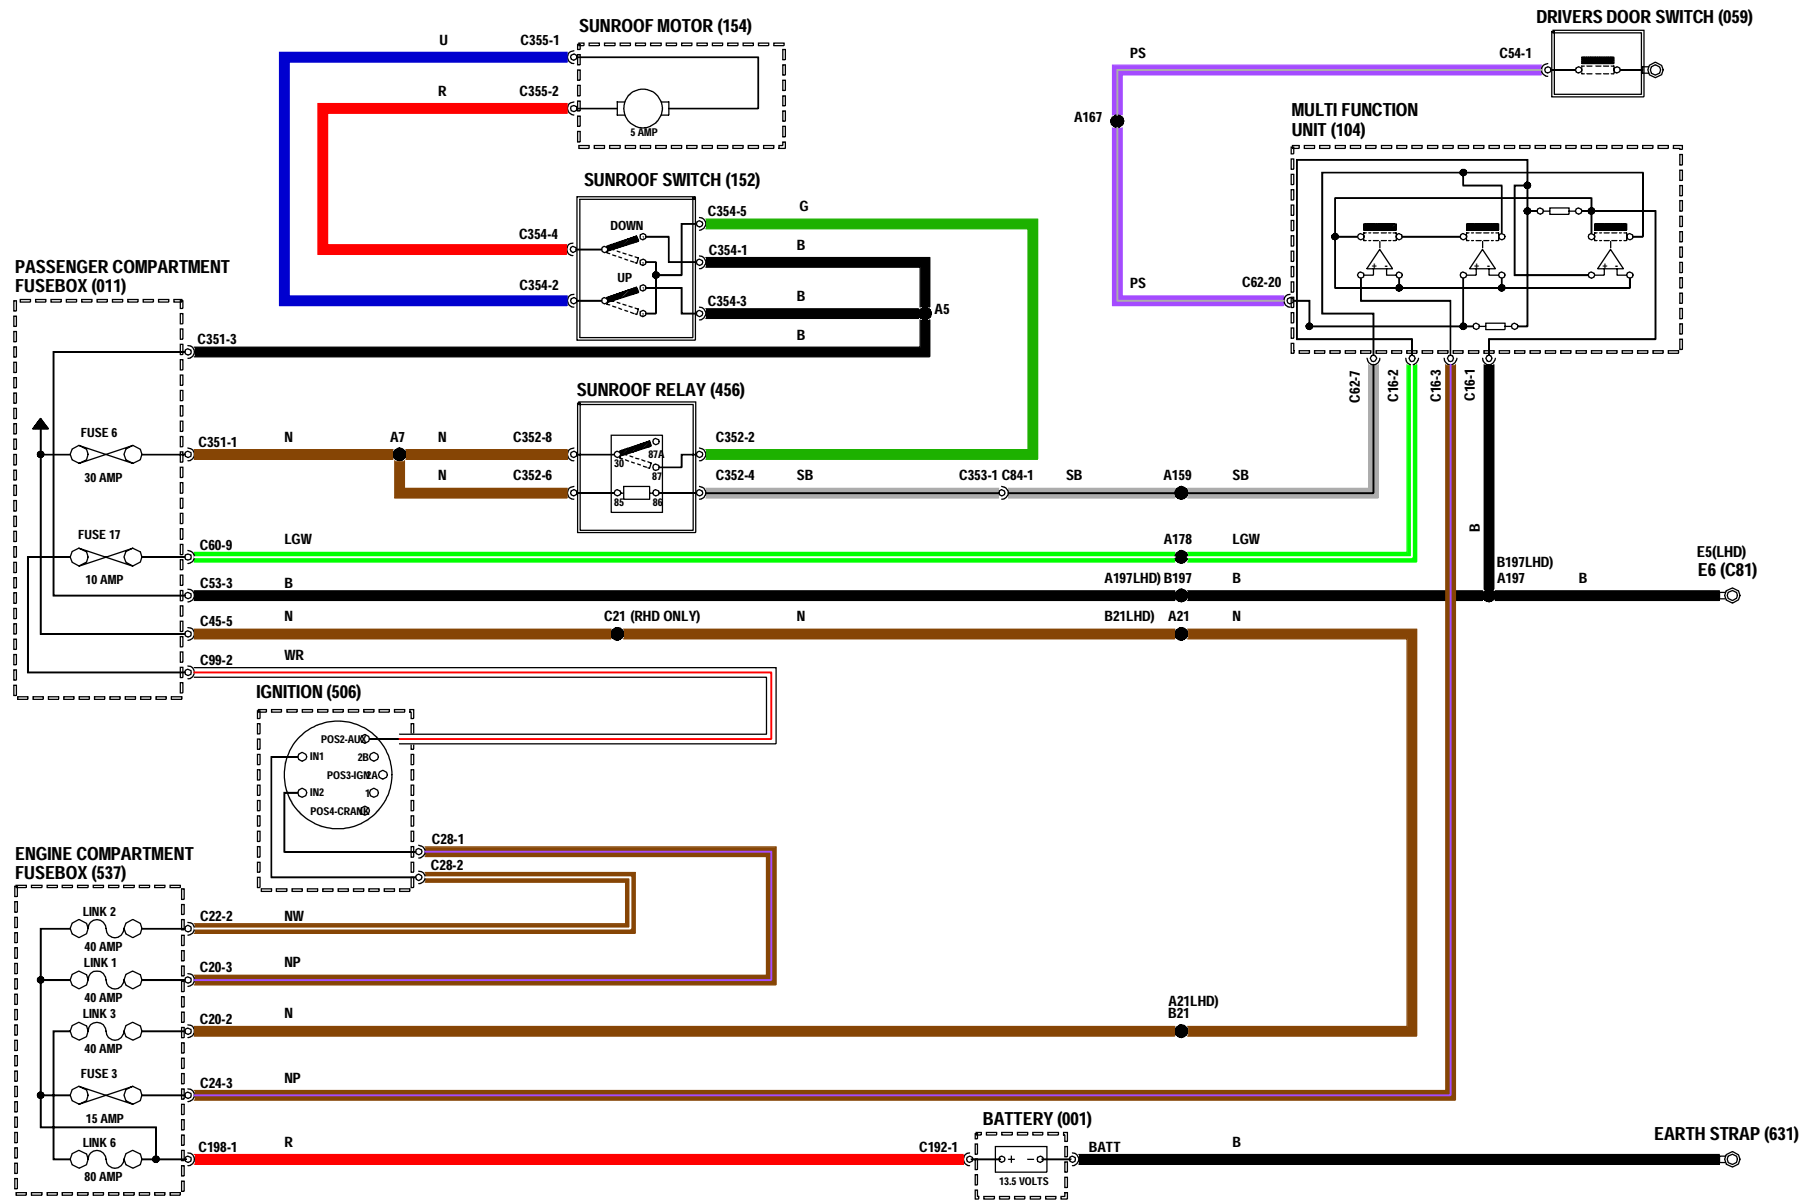 DRIVERS DOOR SWITCH (059)
SUNROOF MOTOR (154)
U
C355-1
PS
C54-1
R
C355-2
5 AMP
A167
MULTI FUNCTION
UNIT (104)
SUNROOF SWITCH (152)
C354-5
G
DOWN
C354-4
C354-1
B
PASSENGER COMPARTMENT
FUSEBOX (011)
UP
C354-2
C354-3
B
A5
PS
C62-20
+ -
+ -
+ -
C351-3
B
C62-7
C16-2
C16-3
C16-1
SUNROOF RELAY (456)
FUSE 6
30 AMP
C351-1
N
A7
N
C352-8
30
87A
87
C352-2
N
C352-6
85
86
C352-4
SB
C353-1
C84-1
SB
A159
SB
FUSE 17
10 AMP
C60-9
LGW
A178
LGW
B
C53-3
B
A197LHD)
B197
B
B197LHD)
A197
B
E5(LHD)
E6 (C81)
C45-5
N
C21 (RHD ONLY)
N
B21LHD)
A21
N
C99-2
WR
IGNITION (506)
POS2-AUX
IN1
2B
POS3-IGN
2A
IN2
1
POS4-CRANK
C28-1
C28-2
ENGINE COMPARTMENT
FUSEBOX (537)
LINK 2
40 AMP
C22-2
NW
LINK 1
40 AMP
C20-3
NP
LINK 3
40 AMP
C20-2
N
A21LHD)
B21
FUSE 3
15 AMP
C24-3
NP
LINK 6
80 AMP
C198-1
R
C192-1
BATTERY (001)
+ -
13.5 VOLTS
BATT
B
EARTH STRAP (631)